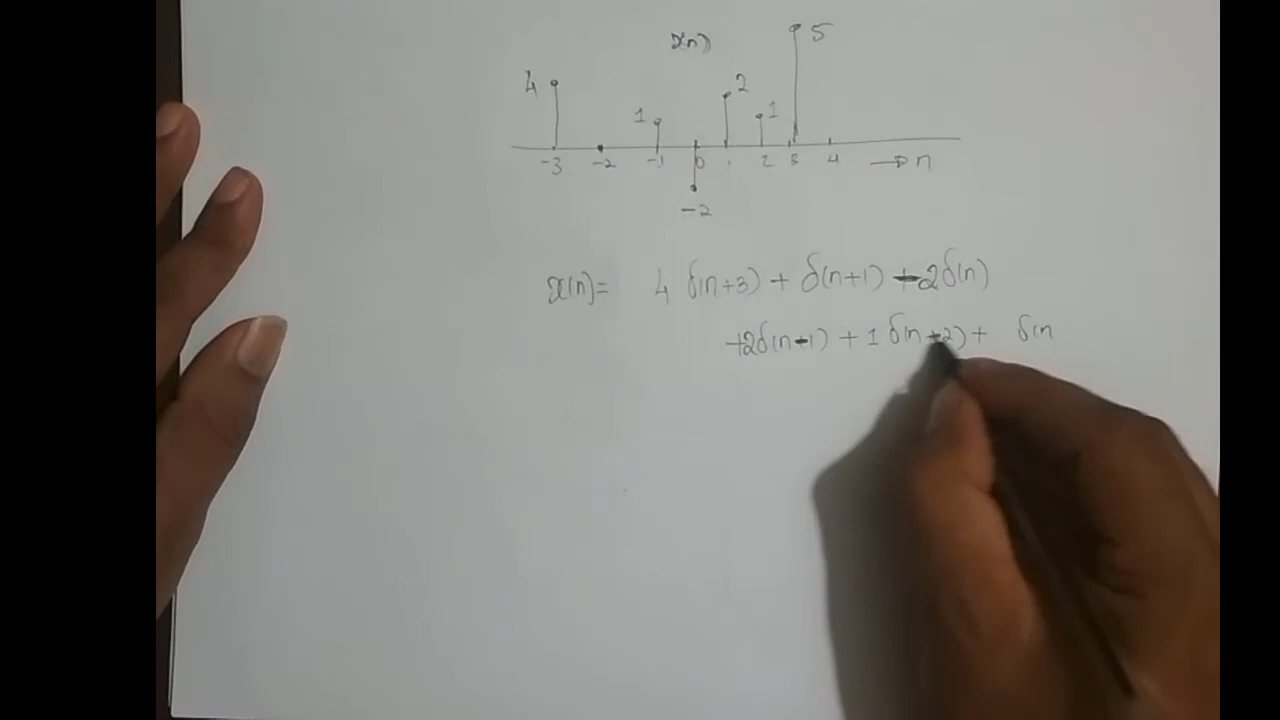 x(n)
5
4
2
1
1
-3 -2 -1 0 1 2 3 4 → n
-2
x(n) = 4 δ(n+3) + δ(n+1) -2δ(n)
+2δ(n-1) + 1 δ(n-2) + δ(n